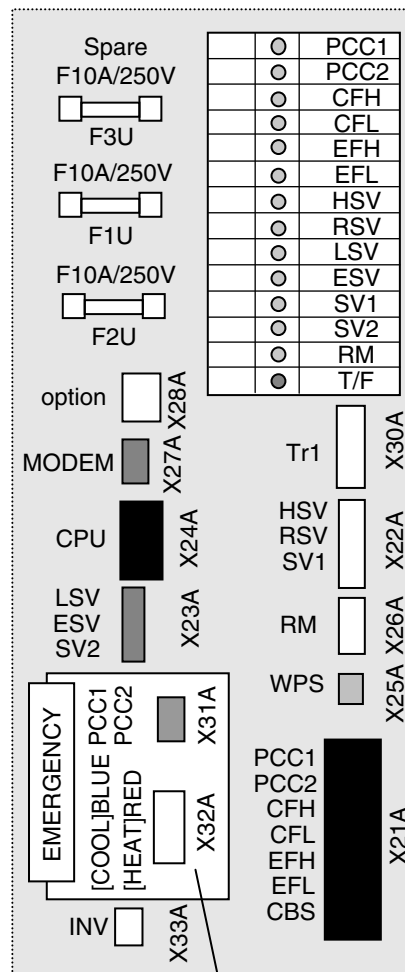 Spare
F10A/250V
F3U
F10A/250V
F1U
F10A/250V
F2U
PCC1
PCC2
CFH
CFL
EFH
EFL
HSV
RSV
LSV
ESV
SV1
SV2
RM
T/F
option
X28A
MODEM
X27A
CPU
X24A
LSV
ESV
SV2
X23A
Tr1
X30A
HSV
RSV
SV1
X22A
RM
X26A
WPS
X25A
EMERGENCY
[COOL]BLUE
[HEAT]RED
PCC1
PCC2
X31A
X32A
INV
X33A
PCC1
PCC2
CFH
CFL
EFH
EFL
CBS
X21A